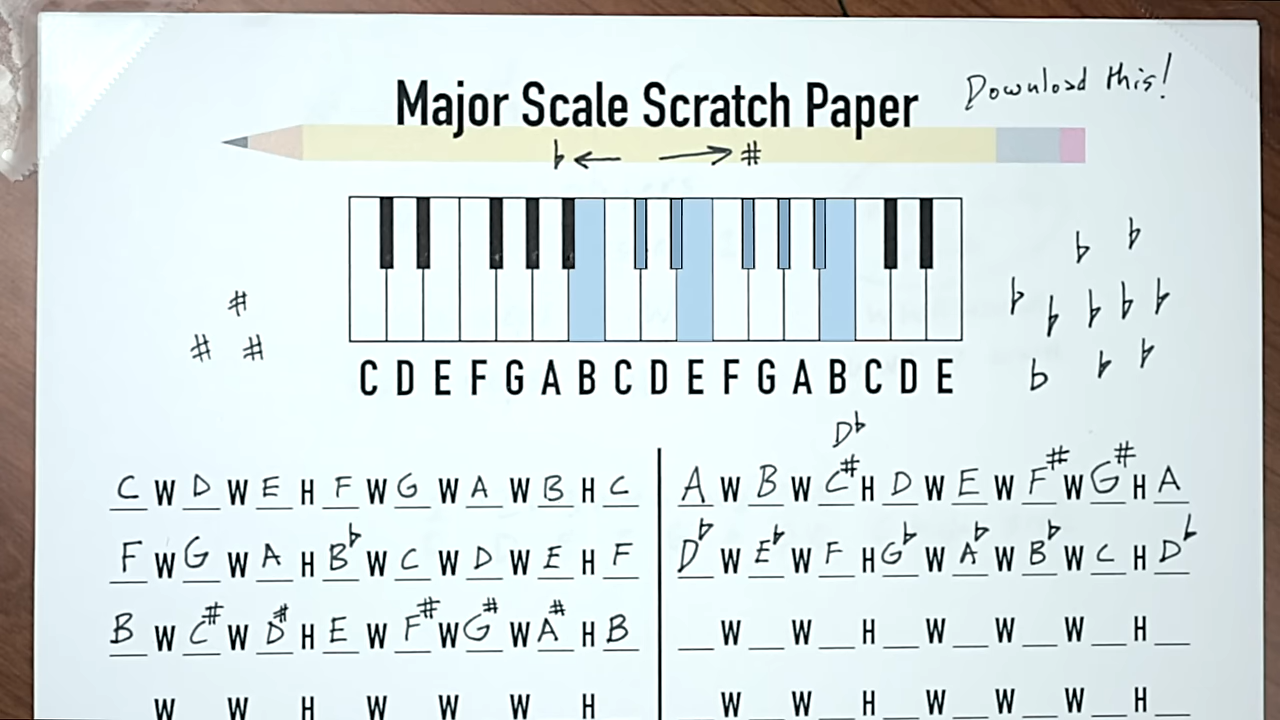 Download this!
Major Scale Scratch Paper
♭ ← → #
#
# #
♭ ♭
♭ ♭ ♭ ♭ ♭
♭ ♭ ♭
C D E F G A B C D E F G A B C D E
D♭
C W D W E H F W G W A W B H C
A W B W C# H D W E W F# W G# H A
F W G W A H B♭ W C W D W E H F
D♭ W E♭ W F H G♭ W A♭ W B♭ W C H D♭
B W C# W D# H E W F# W G# W A# H B
W W H W W W H
W W H W W W H
W W H W W W H